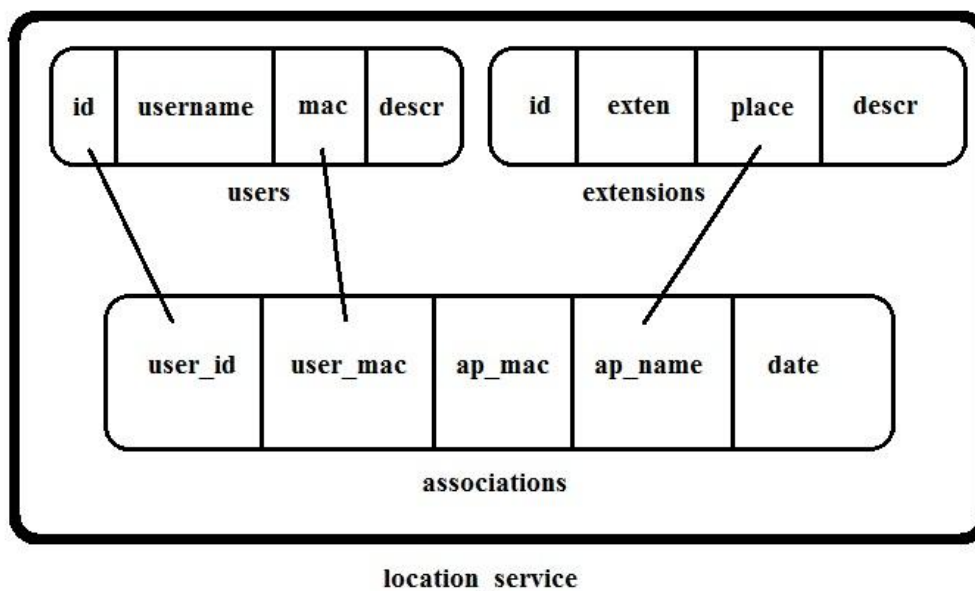 id username mac descr
id exten place descr
users
extensions
user_id user_mac ap_mac ap_name date
associations
location service